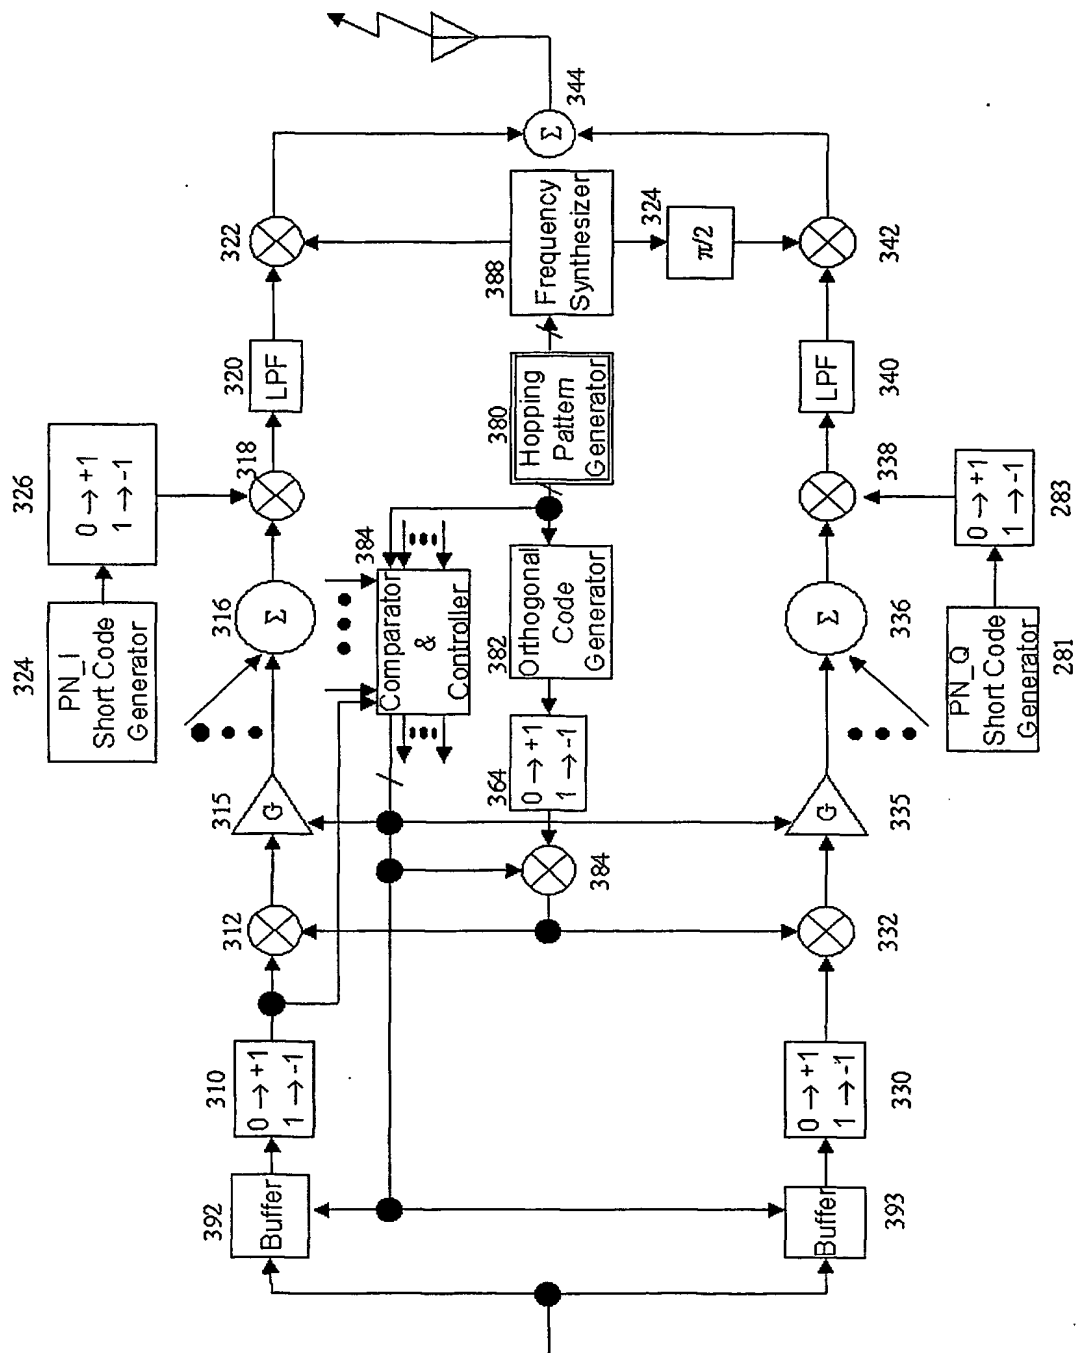 324
PN_I
Short Code
Generator
326
0 → +1
1 → -1
392
Buffer
310
0 → +1
1 → -1
312
315
G
316
Σ
318
320
LPF
322
384
Comparator
&
Controller
364
0 → +1
1 → -1
384
382
Orthogonal
Code
Generator
380
Hopping
Pattern
Generator
388
Frequency
Synthesizer
324
π/2
Σ
344
Buffer
393
0 → +1
1 → -1
330
332
G
335
Σ
336
338
LPF
340
342
PN_Q
Short Code
Generator
281
0 → +1
1 → -1
283